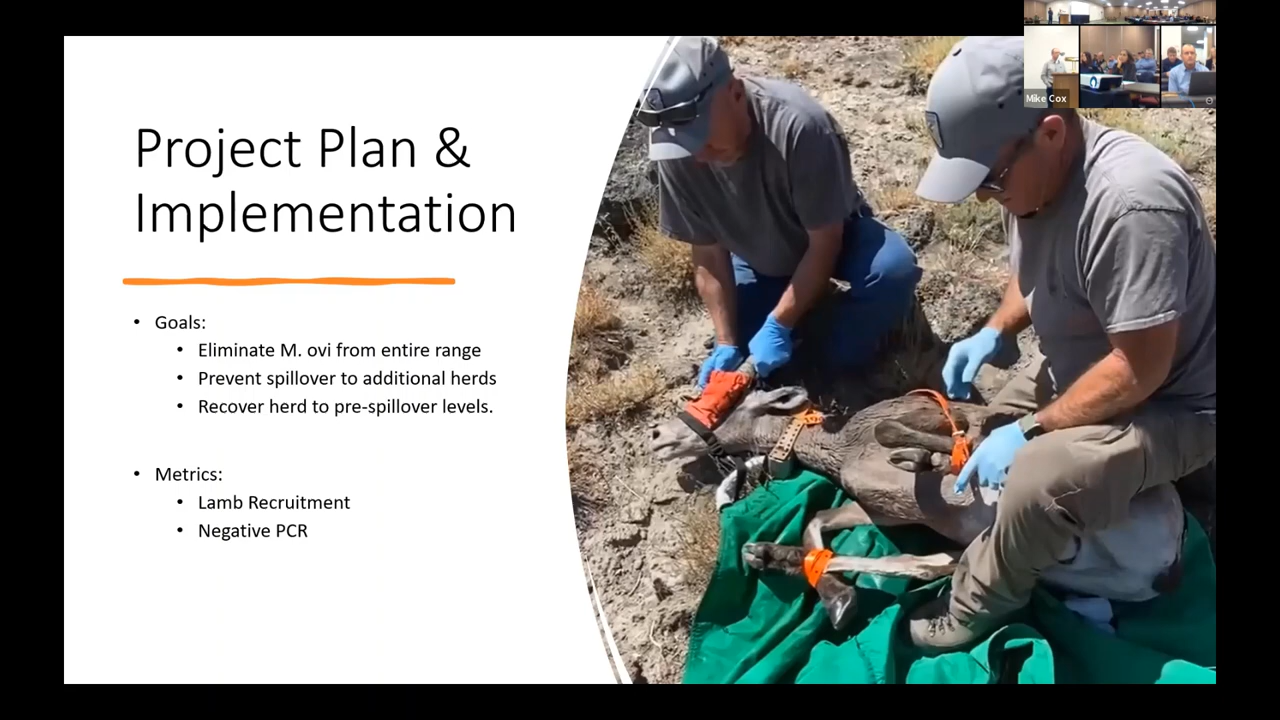 Mike Cox
Project Plan &
Implementation
• Goals:
• Eliminate M. ovi from entire range
• Prevent spillover to additional herds
• Recover herd to pre-spillover levels.
• Metrics:
• Lamb Recruitment
• Negative PCR